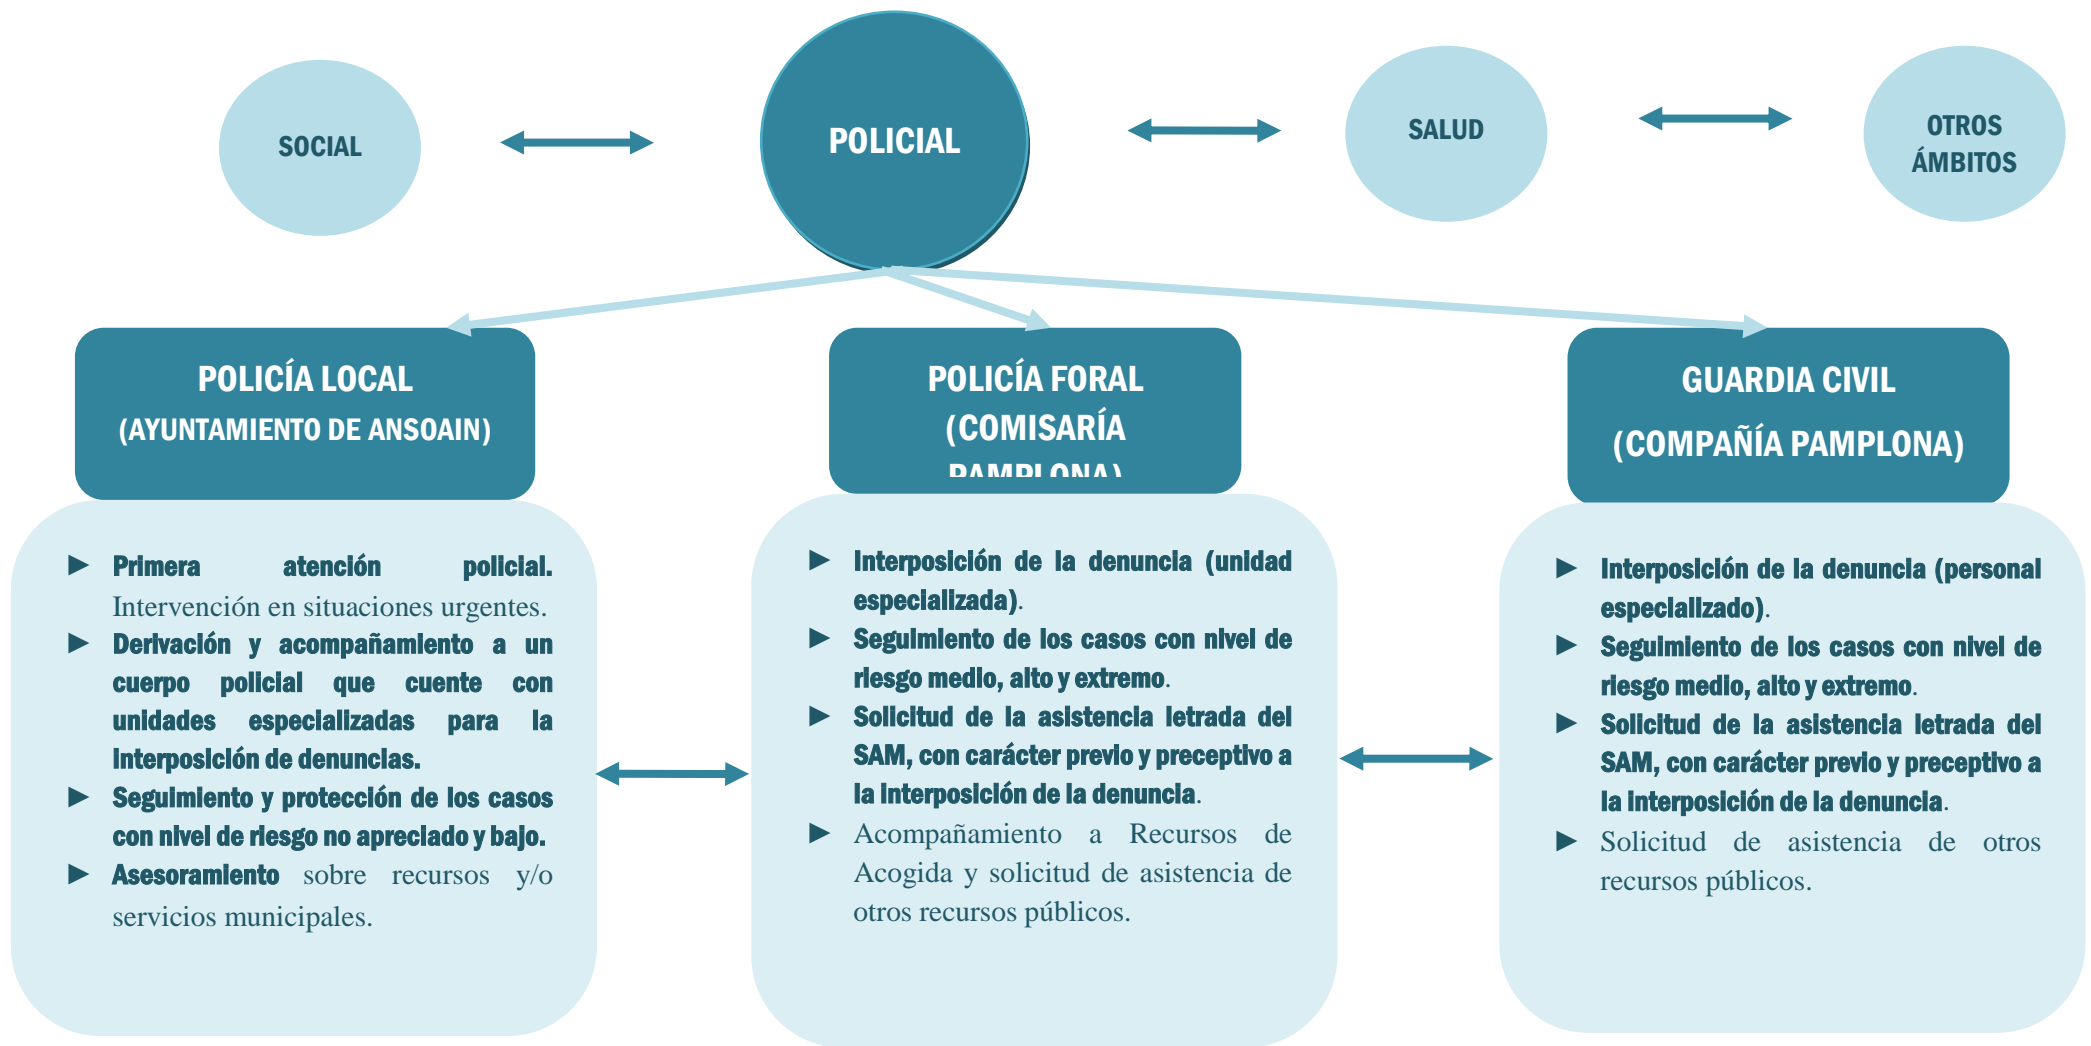 SOCIAL
POLICIAL
SALUD
OTROS
ÁMBITOS
POLICÍA LOCAL
(AYUNTAMIENTO DE ANSOAIN)
► Primera atención policial.
Intervención en situaciones urgentes.
► Derivación y acompañamiento a un
cuerpo policial que cuente con
unidades especializadas para la
interposición de denuncias.
► Seguimiento y protección de los casos
con nivel de riesgo no apreciado y bajo.
► Asesoramiento sobre recursos y/o
servicios municipales.
POLICÍA FORAL
(COMISARÍA
PAMPLONA)
► Interposición de la denuncia (unidad
especializada).
► Seguimiento de los casos con nivel de
riesgo medio, alto y extremo.
► Solicitud de la asistencia letrada del
SAM, con carácter previo y preceptivo a
la interposición de la denuncia.
► Acompañamiento a Recursos de
Acogida y solicitud de asistencia de
otros recursos públicos.
GUARDIA CIVIL
(COMPAÑÍA PAMPLONA)
► Interposición de la denuncia (personal
especializado).
► Seguimiento de los casos con nivel de
riesgo medio, alto y extremo.
► Solicitud de la asistencia letrada del
SAM, con carácter previo y preceptivo a
la interposición de la denuncia.
► Solicitud de asistencia de otros
recursos públicos.